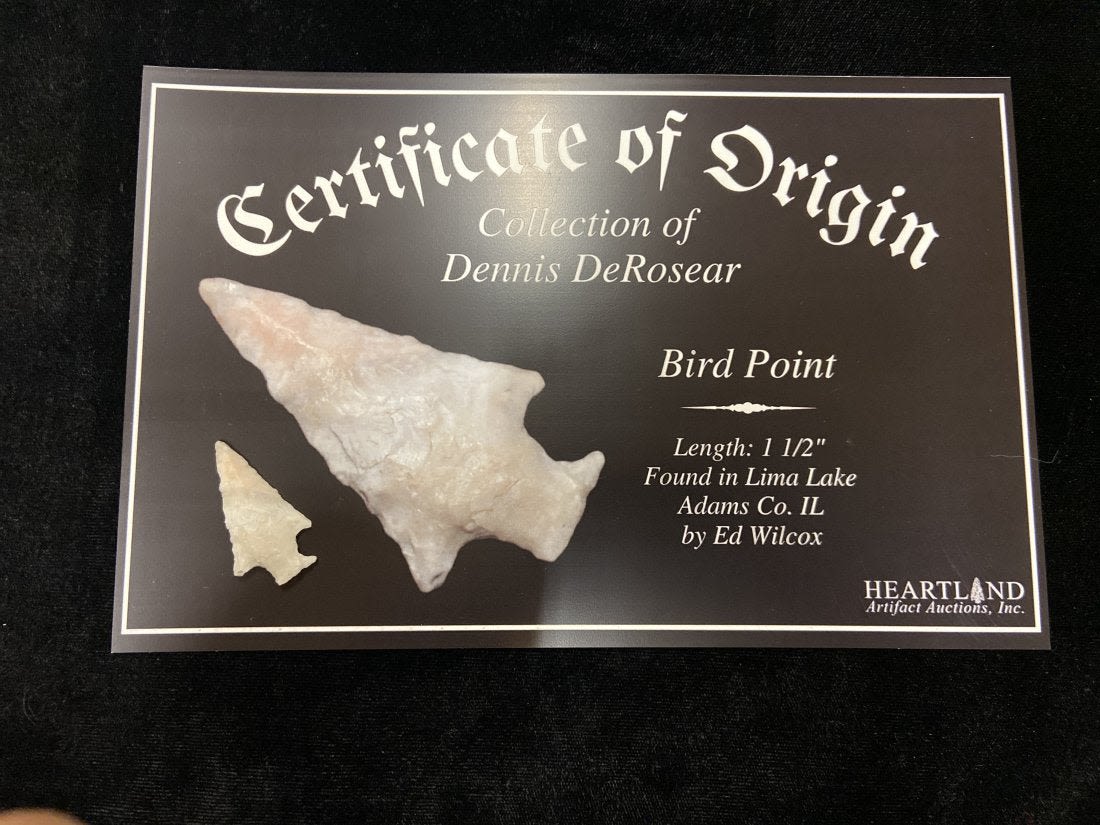 Certificate of Origin
Collection of
Dennis DeRosear
Bird Point
Length: 1 1/2"
Found in Lima Lake
Adams Co. IL
by Ed Wilcox
HEARTLAND
Artifact Auctions, Inc.